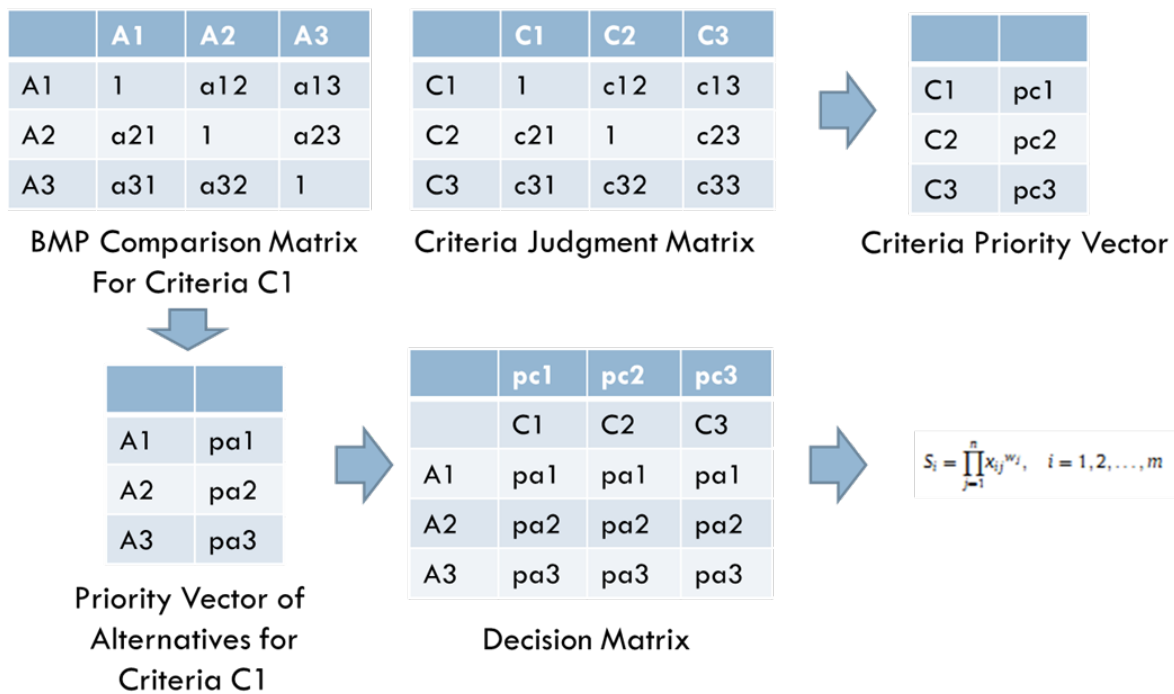 A1 A2 A3
A1 1 a12 a13
A2 a21 1 a23
A3 a31 a32 1
BMP Comparison Matrix
For Criteria C1
C1 C2 C3
C1 1 c12 c13
C2 c21 1 c23
C3 c31 c32 c33
Criteria Judgment Matrix
C1 pc1
C2 pc2
C3 pc3
Criteria Priority Vector
A1 pa1
A2 pa2
A3 pa3
Priority Vector of
Alternatives for
Criteria C1
pc1 pc2 pc3
C1 C2 C3
A1 pa1 pa1 pa1
A2 pa2 pa2 pa2
A3 pa3 pa3 pa3
Decision Matrix
S_i = ∏_{j=1}^{n} x_{ij}^{w_j}, i = 1, 2, …, m